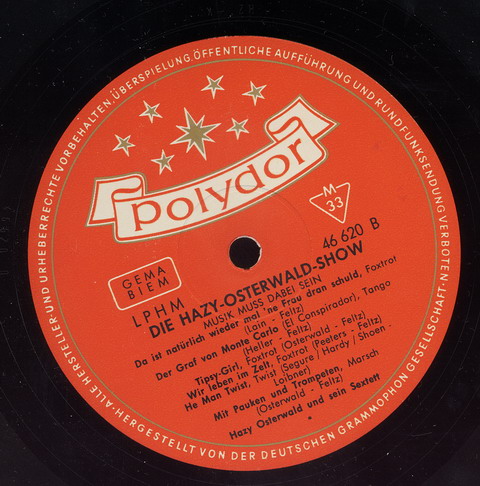 ·ALLE HERSTELLER-UND URHEBERRECHTE VORBEHALTEN, ÜBERSPIELUNG, ÖFFENTLICHE AUFFÜHRUNG UND RUNDFUNKSENDUNG VERBOTEN·
HERGESTELLT VON DER DEUTSCHEN GRAMMOPHON GESELLSCHAFT·
Polydor
M
33
GEMA
BIEM
LPHM
46 620 B
DIE HAZY-OSTERWALD-SHOW
MUSIK MUSS DABEI SEIN
Da ist natürlich wieder mal 'ne Frau dran schuld, Foxtrot
(Lain - Feltz)
Der Graf von Monte Carlo (El Conspirador), Tango
(Heller - Feltz)
Tipsy-Girl, Foxtrot (Osterwald - Feltz)
Wir leben im Zelt, Foxtrot (Peeters - Feltz)
He Man Twist, Twist (Segure / Hardy / Shoen .
Loibner)
Mit Pauken und Trompeten, Marsch
(Osterwald - Feltz)
Hazy Osterwald und sein Sextett